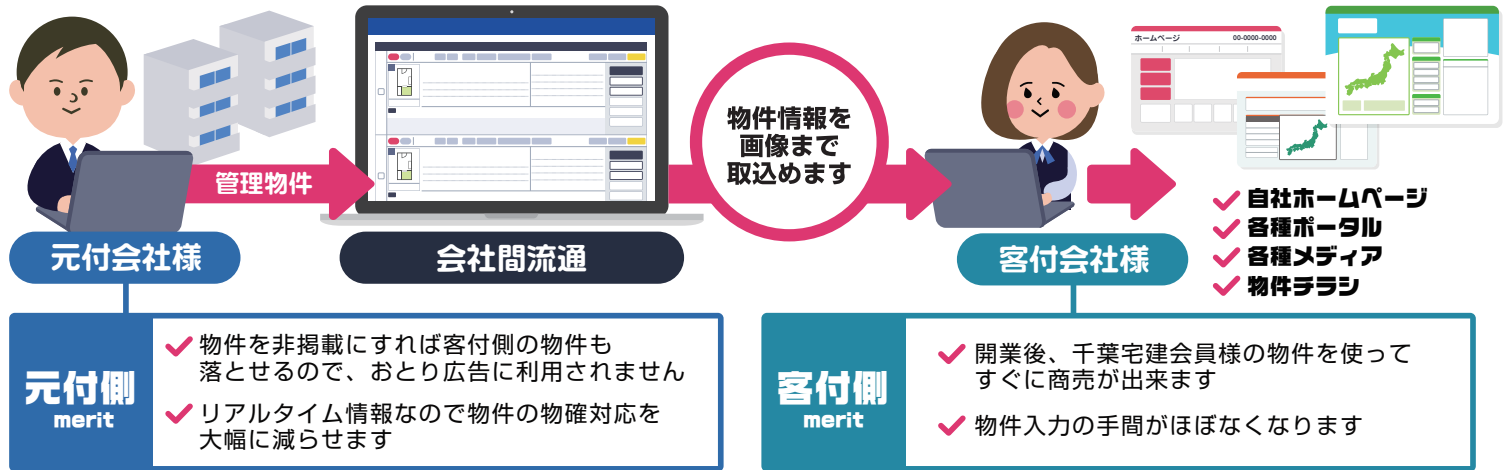 ホームページ 00-0000-0000
管理物件
物件情報を
画像まで
取込めます
元付会社様
会社間流通
客付会社様
自社ホームページ
各種ポータル
各種メディア
物件チラシ
元付側
merit
物件を非掲載にすれば客付側の物件も
落とせるので、おとり広告に利用されません
リアルタイム情報なので物件の物確対応を
大幅に減らせます
客付側
merit
開業後、千葉宅建会員様の物件を使って
すぐに商売が出来ます
物件入力の手間がほぼなくなります